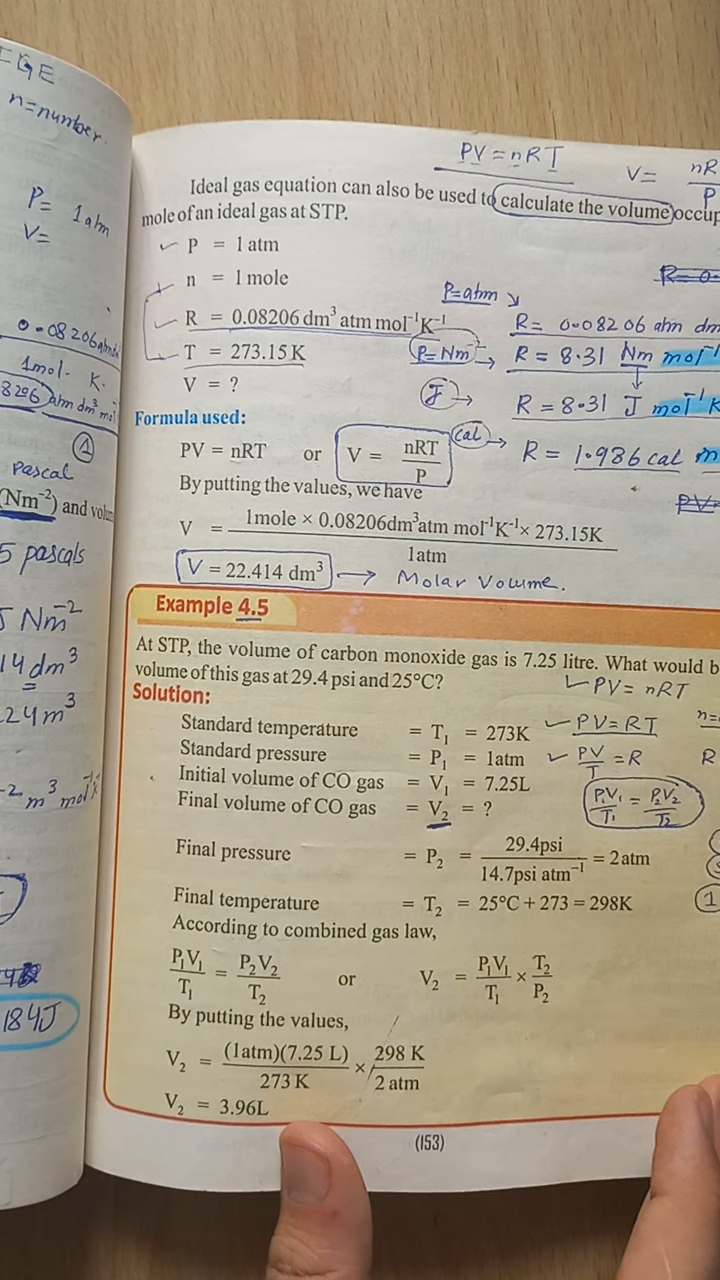 IGE
n=number
P= 1atm
V=
1mol- K.
①
Pascal
(Nm⁻²) and
5 pascals
5 Nm⁻²
14 dm³
24 m³
184J
PV = nRT
V= nR
P
Ideal gas equation can also be used to calculate the volume
mole of an ideal gas at STP.
P = 1 atm
n = 1 mole
P=atm
R = 0.08206 dm³ atm mol⁻¹K⁻¹
R= 0.08206 atm dm
T = 273.15 K
P=Nm⁻² → R = 8.31 Nm mol⁻¹
V = ?
J → R = 8.31 J mol⁻¹ K
Formula used:
Cal → R = 1.986 cal m
PV = nRT or V = nRT
P
By putting the values, we have
V = 1mole × 0.08206dm³atm mol⁻¹K⁻¹× 273.15K
1atm
V = 22.414 dm³ → Molar Volume.
Example 4.5
At STP, the volume of carbon monoxide gas is 7.25 litre. What would b
volume of this gas at 29.4 psi and 25°C?
PV = nRT
Solution:
Standard temperature = T₁ = 273K
PV = RT
Standard pressure = P₁ = 1atm
PV = R
T
R
Initial volume of CO gas = V₁ = 7.25L
Final volume of CO gas = V₂ = ?
P₁V₁ = P₂V₂
T₁ T₂
Final pressure = P₂ = 29.4psi = 2atm
14.7psi atm⁻¹
Final temperature = T₂ = 25°C + 273 = 298K
According to combined gas law,
P₁V₁ = P₂V₂ or V₂ = P₁V₁ × T₂
T₁ T₂ T₁ P₂
By putting the values,
V₂ = (1atm)(7.25 L) × 298 K
273 K 2 atm
V₂ = 3.96L
(153)